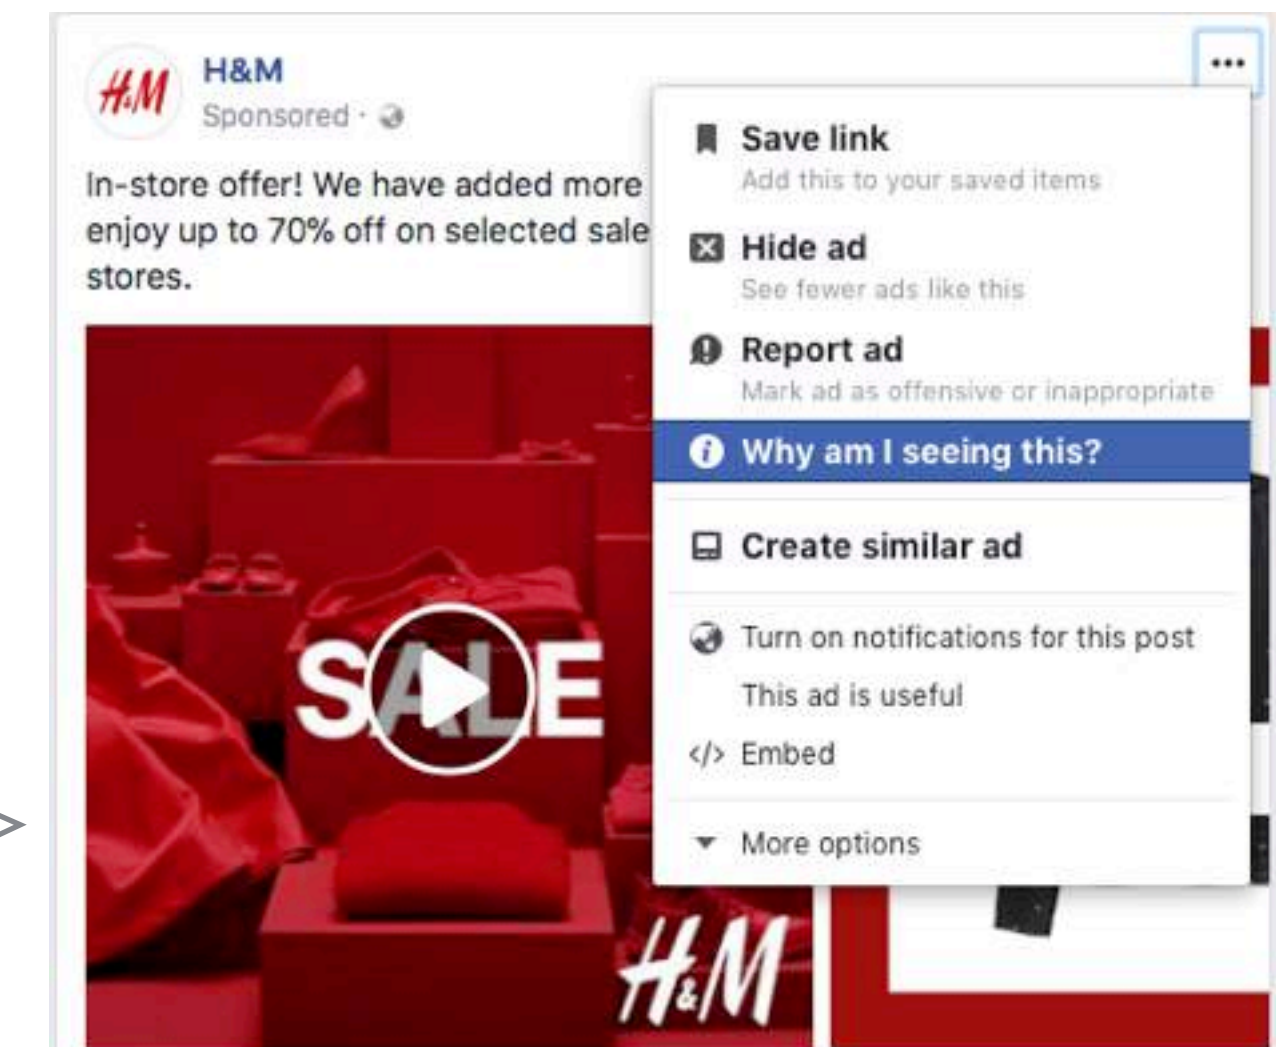 H&M
H&M
Sponsored ·
...
In-store offer! We have added more
enjoy up to 70% off on selected sale
stores.
Save link
Add this to your saved items
Hide ad
See fewer ads like this
Report ad
Mark ad as offensive or inappropriate
Why am I seeing this?
Create similar ad
Turn on notifications for this post
This ad is useful
</> Embed
More options
SALE
H&M